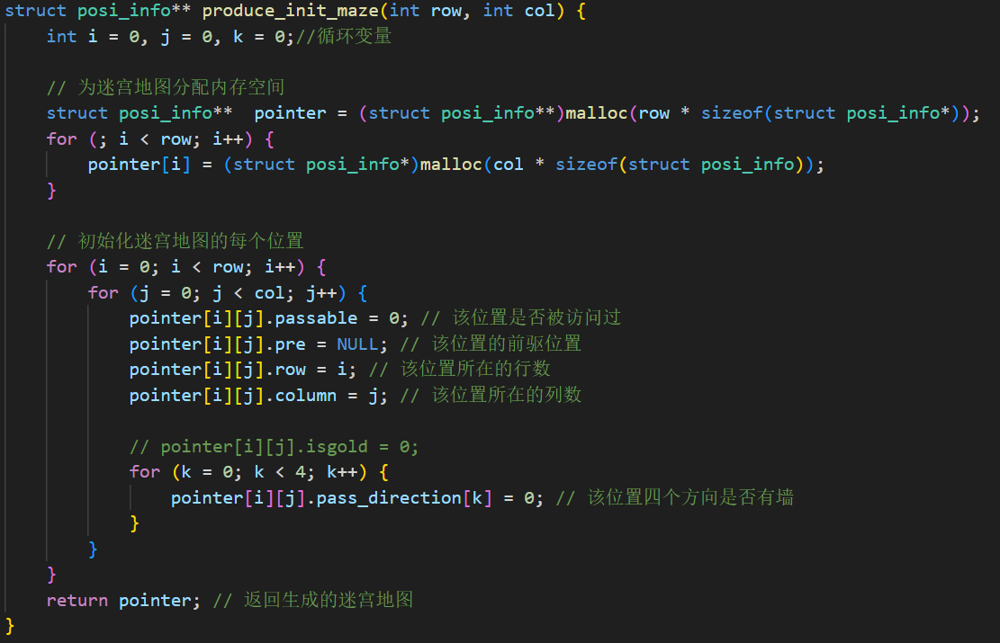 struct posi_info** produce_init_maze(int row, int col) {
    int i = 0, j = 0, k = 0;//循环变量
    // 为迷宫地图分配内存空间
    struct posi_info**  pointer = (struct posi_info**)malloc(row * sizeof(struct posi_info*));
    for (; i < row; i++) {
        pointer[i] = (struct posi_info*)malloc(col * sizeof(struct posi_info));
    }
    // 初始化迷宫地图的每个位置
    for (i = 0; i < row; i++) {
        for (j = 0; j < col; j++) {
            pointer[i][j].passable = 0; // 该位置是否被访问过
            pointer[i][j].pre = NULL; // 该位置的前驱位置
            pointer[i][j].row = i; // 该位置所在的行数
            pointer[i][j].column = j; // 该位置所在的列数
            // pointer[i][j].isgold = 0;
            for (k = 0; k < 4; k++) {
                pointer[i][j].pass_direction[k] = 0; // 该位置四个方向是否有墙
            }
        }
    }
    return pointer; // 返回生成的迷宫地图
}